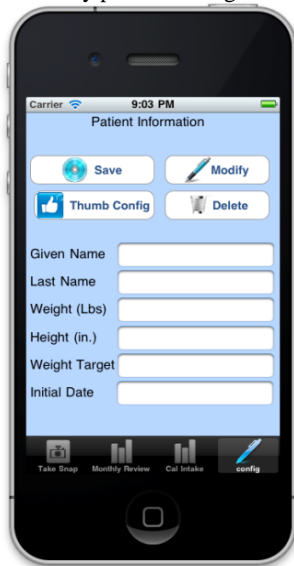 Carrier 9:03 PM
Patient Information
Save Modify
Thumb Config Delete
Given Name
Last Name
Weight (Lbs)
Height (in.)
Weight Target
Initial Date
Take Snap Monthly Review Cal Intake config